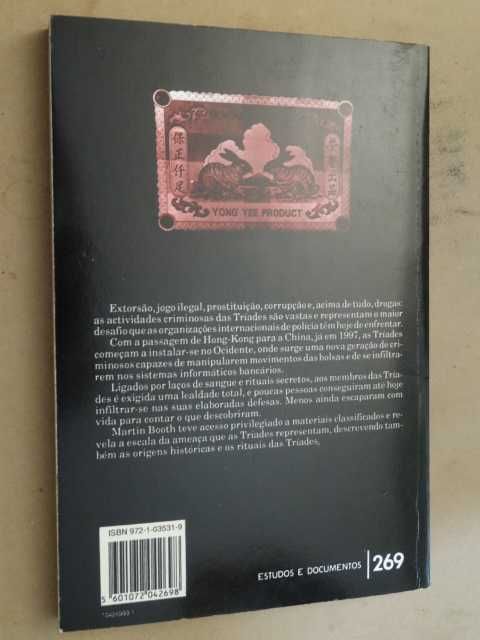 保正仟足
YONG YEE PRODUCT
Extorsão, jogo ilegal, prostituição, corrupção e, acima de tudo, drogas:
as actividades criminosas das Tríades são vastas e representam o maior
desafio que as organizações internacionais de polícia têm hoje de enfrentar.
Com a passagem de Hong-Kong para a China, já em 1997, as Tríades
começam a instalar-se no Ocidente, onde surge uma nova geração de cri-
minosos capazes de manipularem movimentos das bolsas e de se infiltra-
rem nos sistemas informáticos bancários.
Ligados por laços de sangue e rituais secretos, aos membros das Tría-
des é exigida uma lealdade total, e poucas pessoas conseguiram até hoje
infiltrar-se nas suas elaboradas defesas. Menos ainda escaparam com
vida para contar o que descobriram.
Martin Booth teve acesso privilegiado a materiais classificados e re-
vela a escala da ameaça que as Tríades representam, descrevendo tam-
bém as origens históricas e os rituais das Tríades.
ISBN 972-1-03531-9
5 601072 042698
ESTUDOS E DOCUMENTOS 269